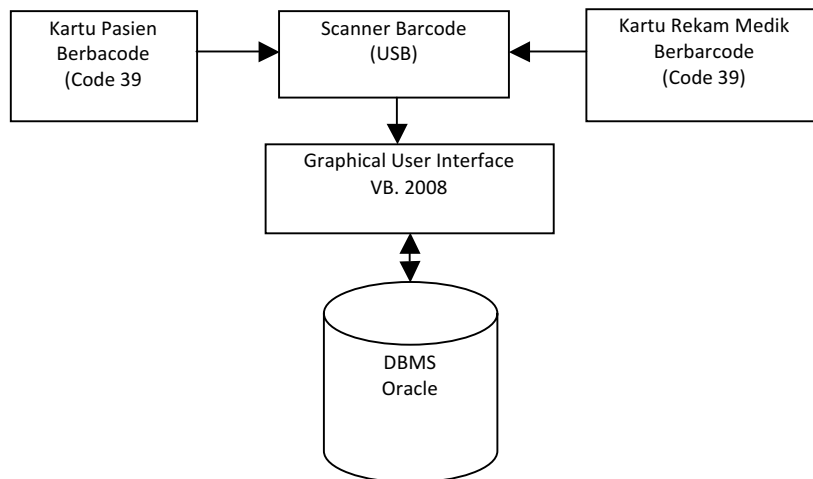 Kartu Pasien
Berbacode
(Code 39
Scanner Barcode
(USB)
Kartu Rekam Medik
Berbarcode
(Code 39)
Graphical User Interface
VB. 2008
DBMS
Oracle